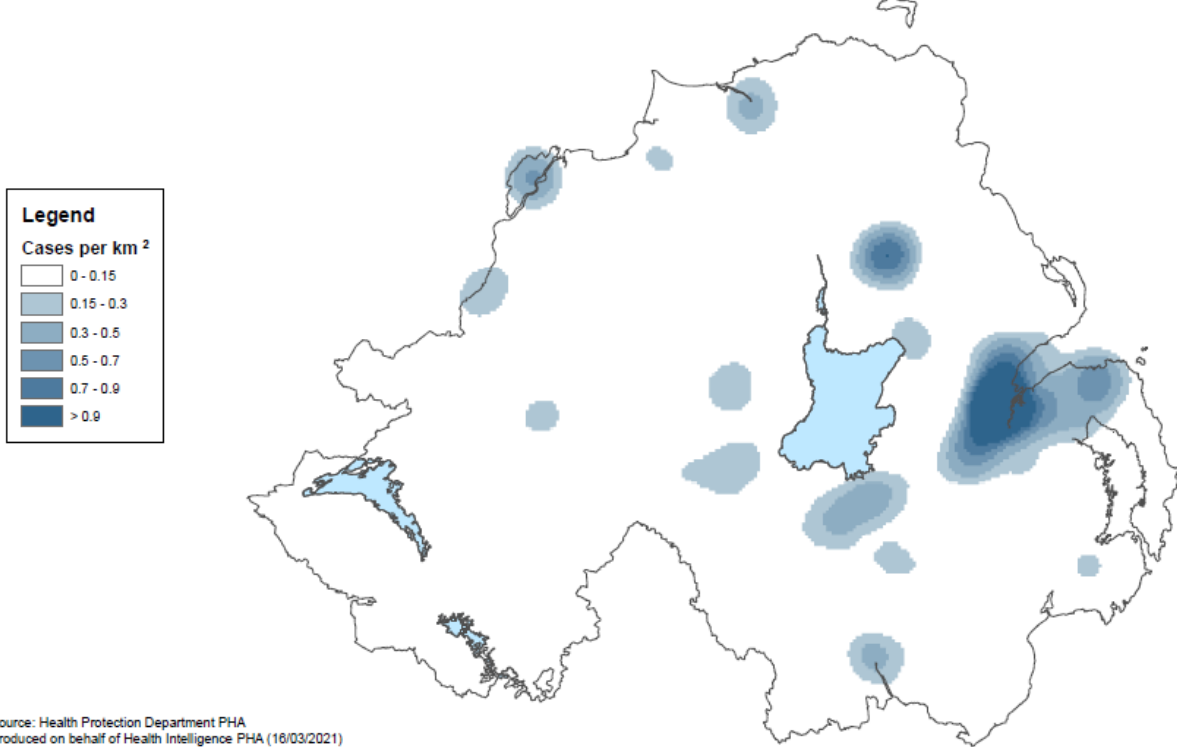 Legend
Cases per km ²
0 - 0.15
0.15 - 0.3
0.3 - 0.5
0.5 - 0.7
0.7 - 0.9
> 0.9
ource: Health Protection Department PHA
roduced on behalf of Health Intelligence PHA (16/03/2021)